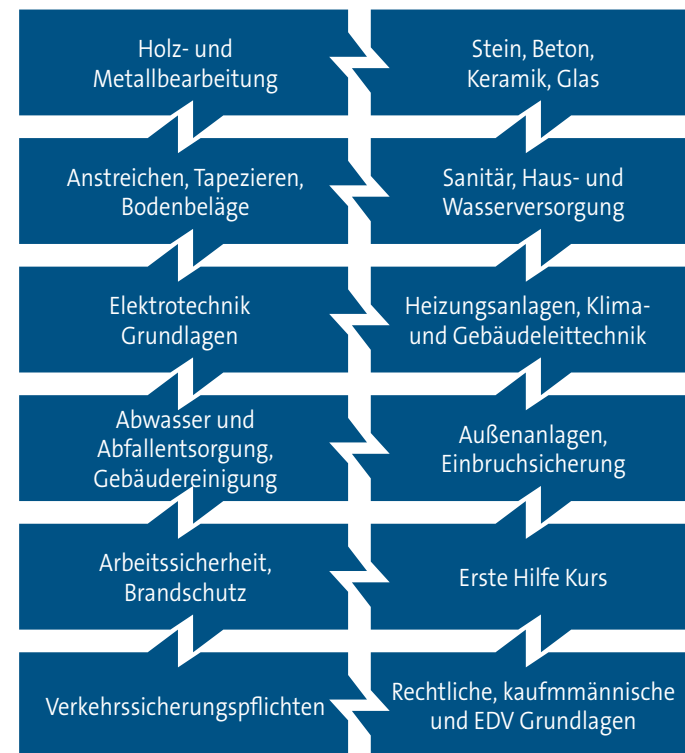 Holz- und
Metallbearbeitung
Stein, Beton,
Keramik, Glas
Anstreichen, Tapezieren,
Bodenbeläge
Sanitär, Haus- und
Wasserversorgung
Elektrotechnik
Grundlagen
Heizungsanlagen, Klima-
und Gebäudeleittechnik
Abwasser und
Abfallentsorgung,
Gebäudereinigung
Außenanlagen,
Einbruchsicherung
Arbeitssicherheit,
Brandschutz
Erste Hilfe Kurs
Verkehrssicherungspflichten
Rechtliche, kaufmmännische
und EDV Grundlagen